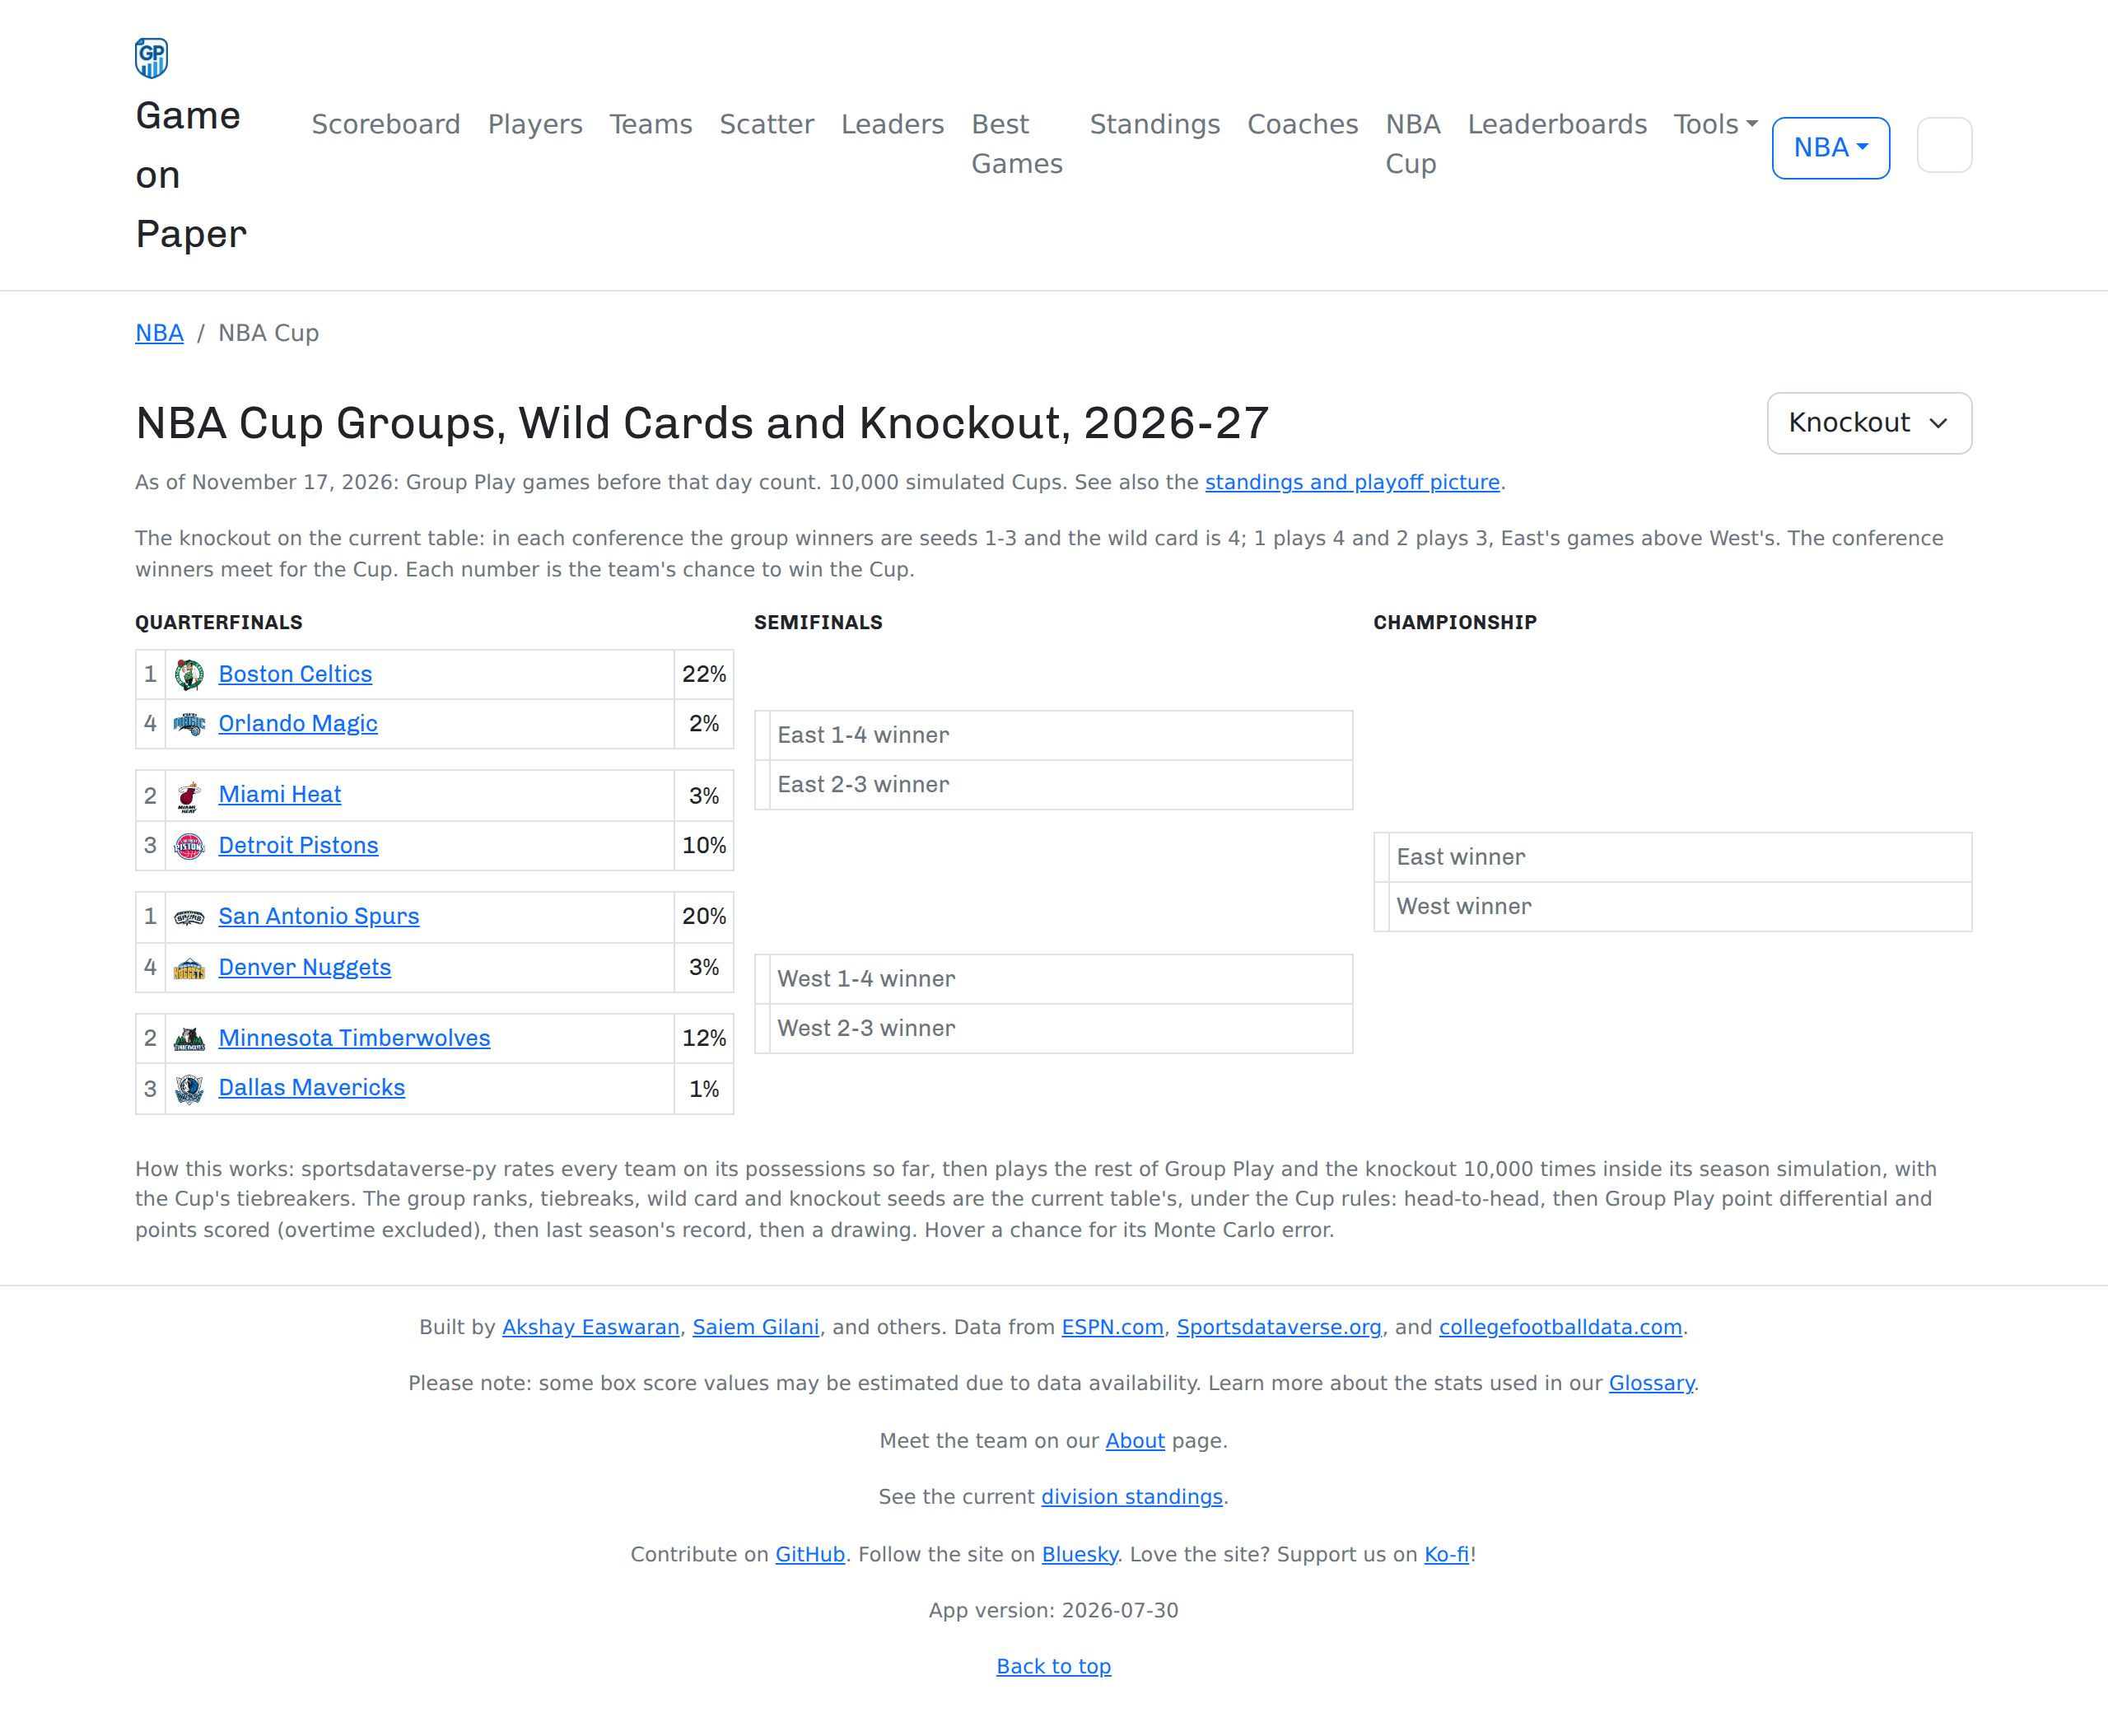 GP
Game
on
Paper
Scoreboard Players Teams Scatter Leaders Best Games Standings Coaches NBA Cup Leaderboards Tools
NBA
NBA / NBA Cup
NBA Cup Groups, Wild Cards and Knockout, 2026-27
Knockout
As of November 17, 2026: Group Play games before that day count. 10,000 simulated Cups. See also the standings and playoff picture.
The knockout on the current table: in each conference the group winners are seeds 1-3 and the wild card is 4; 1 plays 4 and 2 plays 3, East's games above West's. The conference
winners meet for the Cup. Each number is the team's chance to win the Cup.
QUARTERFINALS
1 Boston Celtics 22%
4 Orlando Magic 2%
2 Miami Heat 3%
3 Detroit Pistons 10%
1 San Antonio Spurs 20%
4 Denver Nuggets 3%
2 Minnesota Timberwolves 12%
3 Dallas Mavericks 1%
SEMIFINALS
East 1-4 winner
East 2-3 winner
West 1-4 winner
West 2-3 winner
CHAMPIONSHIP
East winner
West winner
How this works: sportsdataverse-py rates every team on its possessions so far, then plays the rest of Group Play and the knockout 10,000 times inside its season simulation, with
the Cup's tiebreakers. The group ranks, tiebreaks, wild card and knockout seeds are the current table's, under the Cup rules: head-to-head, then Group Play point differential and
points scored (overtime excluded), then last season's record, then a drawing. Hover a chance for its Monte Carlo error.
Built by Akshay Easwaran, Saiem Gilani, and others. Data from ESPN.com, Sportsdataverse.org, and collegefootballdata.com.
Please note: some box score values may be estimated due to data availability. Learn more about the stats used in our Glossary.
Meet the team on our About page.
See the current division standings.
Contribute on GitHub. Follow the site on Bluesky. Love the site? Support us on Ko-fi!
App version: 2026-07-30
Back to top